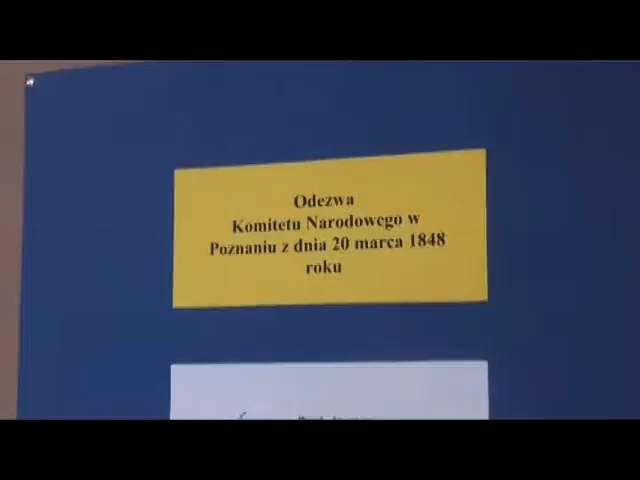 Odezwa
Komitetu Narodowego w
Poznaniu z dnia 20 marca 1848
roku